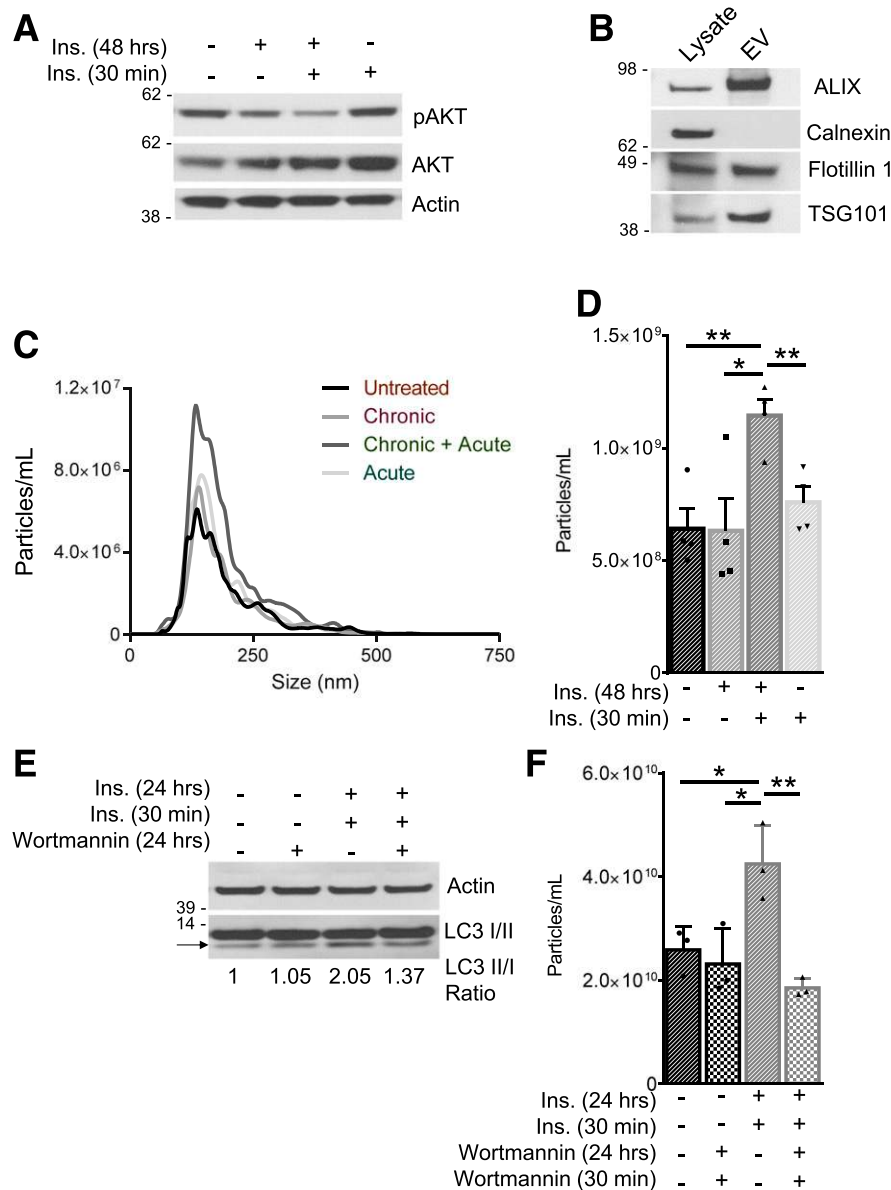 A
Ins. (48 hrs) - + + -
Ins. (30 min) - - + +
62 -
pAKT
62 -
AKT
Actin
38 -
B
Lysate EV
98 -
ALIX
Calnexin
62 -
49 -
Flotillin 1
TSG101
38 -
C
1.2×10⁷
8.0×10⁶
4.0×10⁶
0
Particles/mL
Untreated
Chronic
Chronic + Acute
Acute
0 250 500 750
Size (nm)
D
1.5×10⁹
1.0×10⁹
5.0×10⁸
0
Particles/mL
**
* **
Ins. (48 hrs) - + + -
Ins. (30 min) - - + +
E
Ins. (24 hrs) - - + +
Ins. (30 min) - - + +
Wortmannin (24 hrs) - + - +
Actin
39 -
14 -
LC3 I/II
1 1.05 2.05 1.37 LC3 II/I
Ratio
F
6.0×10¹⁰
4.0×10¹⁰
2.0×10¹⁰
0
Particles/mL
*
* **
Ins. (24 hrs) - - + +
Ins. (30 min) - - + +
Wortmannin (24 hrs) - + - +
Wortmannin (30 min) - + - +